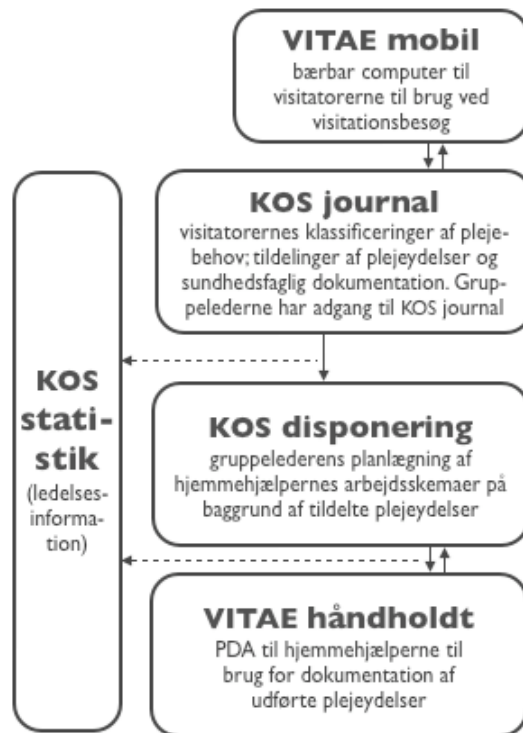 VITAE mobil
bærbar computer til
visitatorerne til brug ved
visitationsbesøg
KOS journal
visitatorernes klassificeringer af pleje-
behov; tildelinger af plejeydelser og
sundhedsfaglig dokumentation. Grup-
pelederne har adgang til KOS journal
KOS
stati-
stik
(ledelses-
informa-
tion)
KOS disponering
gruppelederens planlægning af
hjemmehjælpernes arbejdsskemaer på
baggrund af tildelte plejeydelser
VITAE håndholdt
PDA til hjemmehjælperne til
brug for dokumentation af
udførte plejeydelser